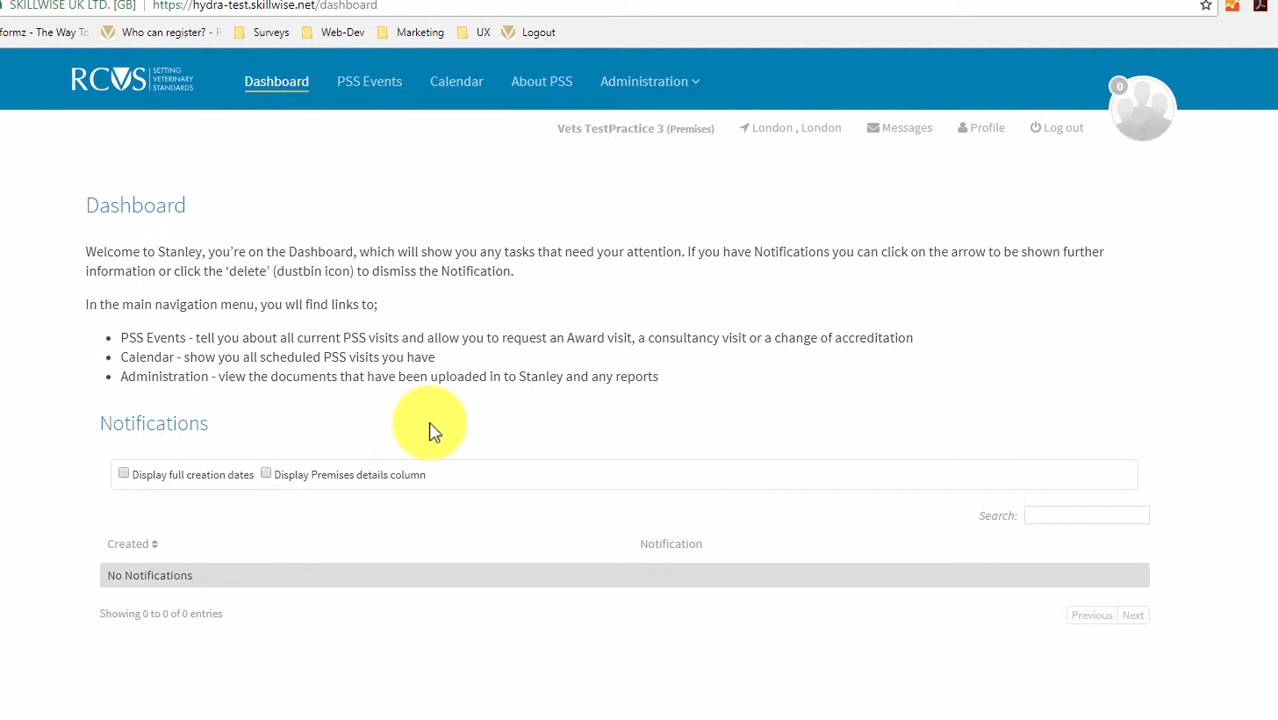 SKILLWISE UK LTD. [GB] https://hydra-test.skillwise.net/dashboard
formz - The Way To Who can register? - R Surveys Web-Dev Marketing UX Logout
RCVS SETTING VETERINARY STANDARDS Dashboard PSS Events Calendar About PSS Administration 0
Vets TestPractice 3 (Premises) London , London Messages Profile Log out
Dashboard
Welcome to Stanley, you're on the Dashboard, which will show you any tasks that need your attention. If you have Notifications you can click on the arrow to be shown further
information or click the 'delete' (dustbin icon) to dismiss the Notification.
In the main navigation menu, you wll find links to;
• PSS Events - tell you about all current PSS visits and allow you to request an Award visit, a consultancy visit or a change of accreditation
• Calendar - show you all scheduled PSS visits you have
• Administration - view the documents that have been uploaded in to Stanley and any reports
Notifications
Display full creation dates Display Premises details column
Search:
Created Notification
No Notifications
Showing 0 to 0 of 0 entries Previous Next